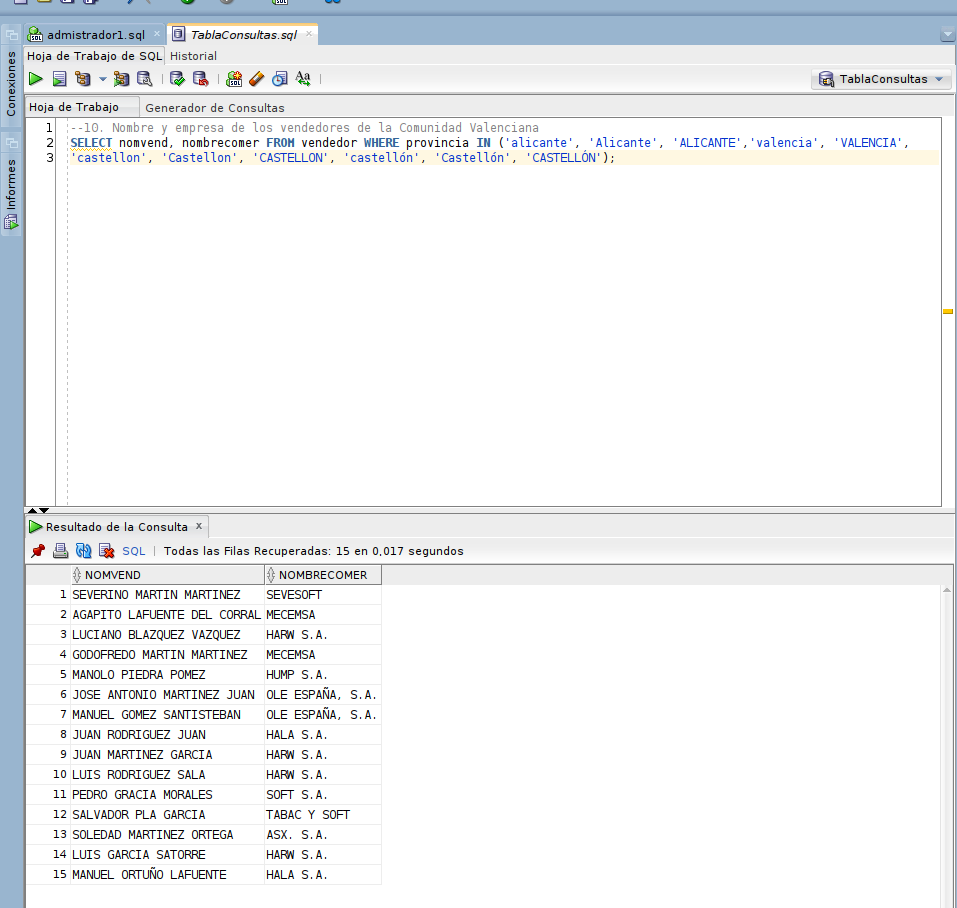 admistrador1.sql
TablaConsultas.sql
Conexiones
Informes
Hoja de Trabajo de SQL Historial
TablaConsultas
Hoja de Trabajo Generador de Consultas
1 --10. Nombre y empresa de los vendedores de la Comunidad Valenciana
2 SELECT nomvend, nombrecomer FROM vendedor WHERE provincia IN ('alicante', 'Alicante', 'ALICANTE','valencia', 'VALENCIA',
3 'castellon', 'Castellon', 'CASTELLON', 'castellón', 'Castellón', 'CASTELLÓN');
Resultado de la Consulta x
SQL | Todas las Filas Recuperadas: 15 en 0,017 segundos
NOMVEND NOMBRECOMER
1 SEVERINO MARTIN MARTINEZ SEVESOFT
2 AGAPITO LAFUENTE DEL CORRAL MECEMSA
3 LUCIANO BLAZQUEZ VAZQUEZ HARW S.A.
4 GODOFREDO MARTIN MARTINEZ MECEMSA
5 MANOLO PIEDRA POMEZ HUMP S.A.
6 JOSE ANTONIO MARTINEZ JUAN OLE ESPAÑA, S.A.
7 MANUEL GOMEZ SANTISTEBAN OLE ESPAÑA, S.A.
8 JUAN RODRIGUEZ JUAN HALA S.A.
9 JUAN MARTINEZ GARCIA HARW S.A.
10 LUIS RODRIGUEZ SALA HARW S.A.
11 PEDRO GRACIA MORALES SOFT S.A.
12 SALVADOR PLA GARCIA TABAC Y SOFT
13 SOLEDAD MARTINEZ ORTEGA ASX. S.A.
14 LUIS GARCIA SATORRE HARW S.A.
15 MANUEL ORTUÑO LAFUENTE HALA S.A.